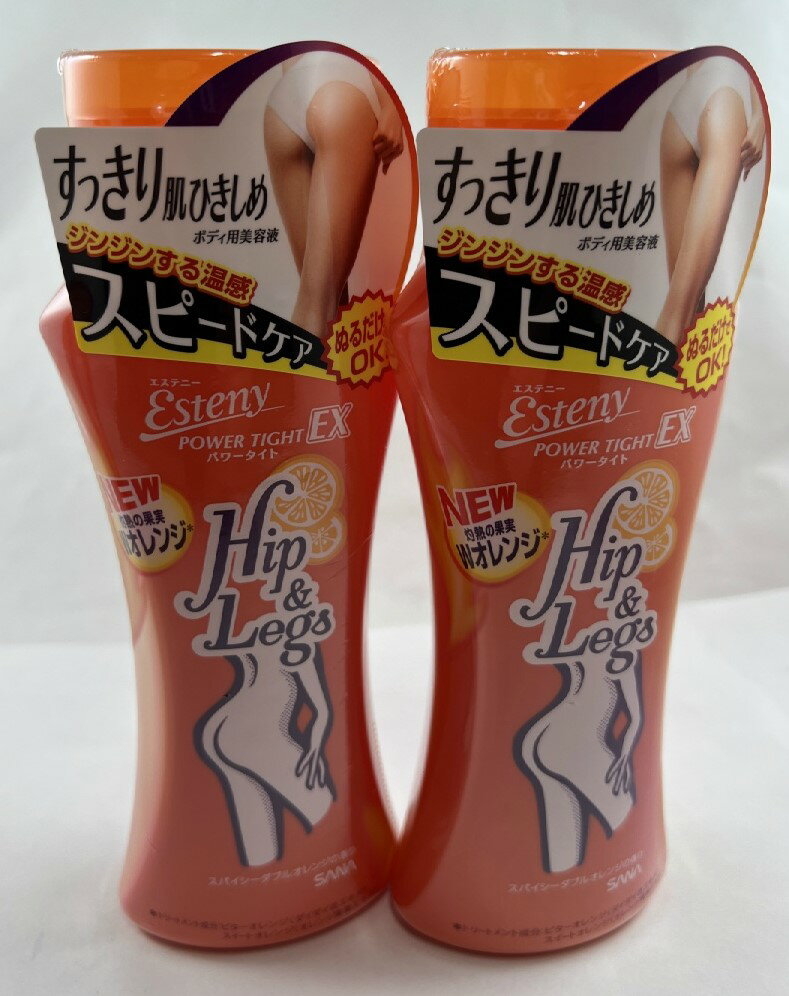 すっきり肌ひきしめ
ボディ用美容液
ジンジンする温感
スピードケア
ぬるだけ
OK!
エステニー
Esteny
POWER TIGHT EX
パワータイト
NEW
灼熱の果実
Wオレンジ*
Hip
&
Legs
スパイシーダブルオレンジの香り
SANA
すっきり肌ひきしめ
ボディ用美容液
ジンジンする温感
スピードケア
ぬるだけで
OK!
エステニー
Esteny
POWER TIGHT EX
パワータイト
NEW
灼熱の果実
Wオレンジ*
Hip
&
Legs
スパイシーダブルオレンジの香り
SANA